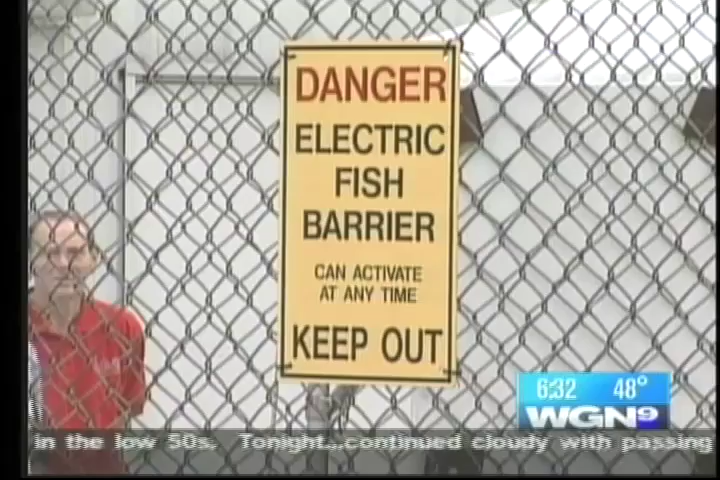 DANGER
ELECTRIC
FISH
BARRIER
CAN ACTIVATE
AT ANY TIME
KEEP OUT
6:32 48°
WGN9
in the low 50s. Tonight...continued cloudy with passing